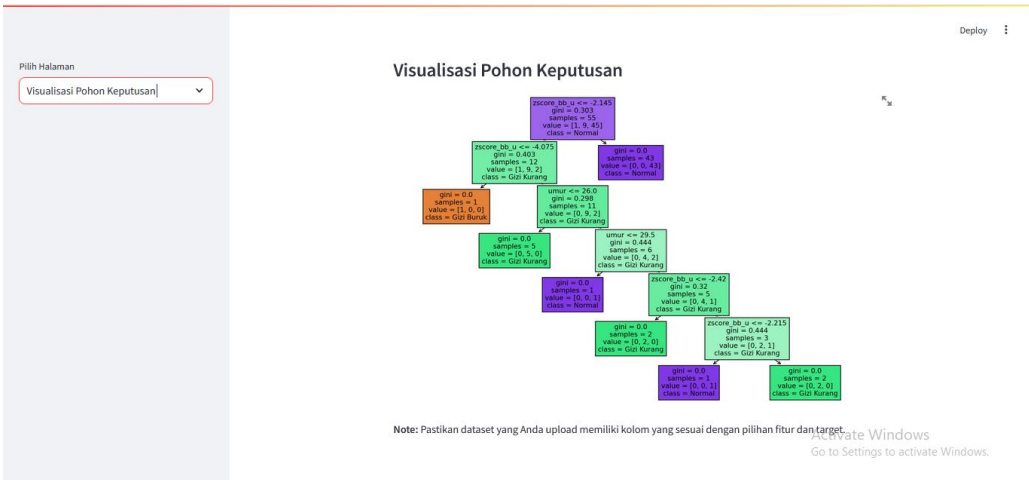 Deploy
Pilih Halaman
Visualisasi Pohon Keputusan
Visualisasi Pohon Keputusan
zscore_bb_u <= -2.145
gini = 0.303
samples = 55
value = [1, 9, 45]
class = Normal
zscore_bb_u <= -4.075
gini = 0.403
samples = 12
value = [1, 9, 2]
class = Gizi Kurang
gini = 0.0
samples = 43
value = [0, 0, 43]
class = Normal
gini = 0.0
samples = 1
value = [1, 0, 0]
class = Gizi Buruk
umur <= 26.0
gini = 0.298
samples = 11
value = [0, 9, 2]
class = Gizi Kurang
gini = 0.0
samples = 5
value = [0, 5, 0]
class = Gizi Kurang
umur <= 29.5
gini = 0.444
samples = 6
value = [0, 4, 2]
class = Gizi Kurang
gini = 0.0
samples = 1
value = [0, 0, 1]
class = Normal
zscore_bb_u <= -2.42
gini = 0.32
samples = 5
value = [0, 4, 1]
class = Gizi Kurang
gini = 0.0
samples = 2
value = [0, 2, 0]
class = Gizi Kurang
zscore_bb_u <= -2.215
gini = 0.444
samples = 3
value = [0, 2, 1]
class = Gizi Kurang
gini = 0.0
samples = 1
value = [0, 0, 1]
class = Normal
gini = 0.0
samples = 2
value = [0, 2, 0]
class = Gizi Kurang
Note: Pastikan dataset yang Anda upload memiliki kolom yang sesuai dengan pilihan fitur dan target.
Activate Windows
Go to Settings to activate Windows.